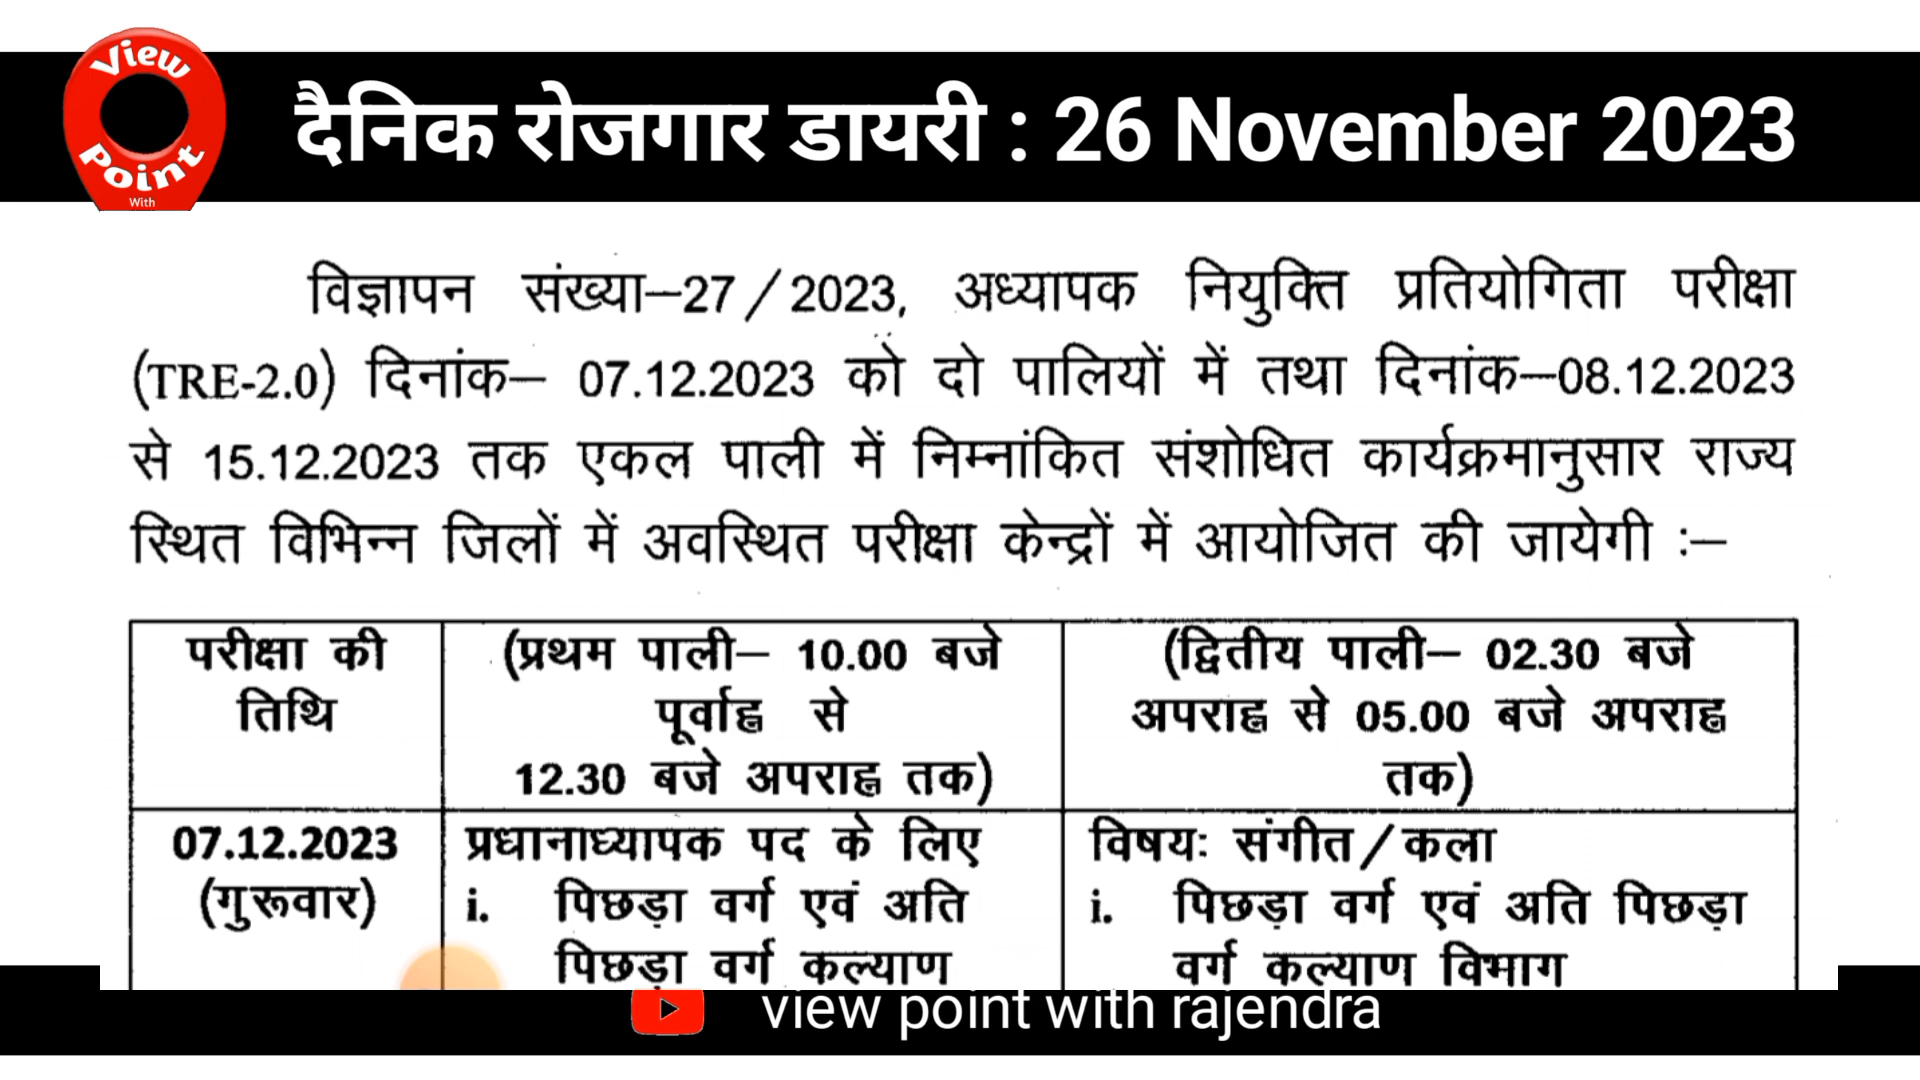 View
Point
With
दैनिक रोजगार डायरी : 26 November 2023
विज्ञापन संख्या–27/2023, अध्यापक नियुक्ति प्रतियोगिता परीक्षा
(TRE-2.0) दिनांक– 07.12.2023 को दो पालियों में तथा दिनांक–08.12.2023
से 15.12.2023 तक एकल पाली में निम्नांकित संशोधित कार्यक्रमानुसार राज्य
स्थित विभिन्न जिलों में अवस्थित परीक्षा केन्द्रों में आयोजित की जायेगी :–
परीक्षा की
तिथि
(प्रथम पाली– 10.00 बजे
पूर्वाह्न से
12.30 बजे अपराह्न तक)
(द्वितीय पाली– 02.30 बजे
अपराह्न से 05.00 बजे अपराह्न
तक)
07.12.2023
(गुरूवार)
प्रधानाध्यापक पद के लिए
i. पिछड़ा वर्ग एवं अति
पिछड़ा वर्ग कल्याण
विषयः संगीत/कला
i. पिछड़ा वर्ग एवं अति पिछड़ा
वर्ग कल्याण विभाग
view point with rajendra